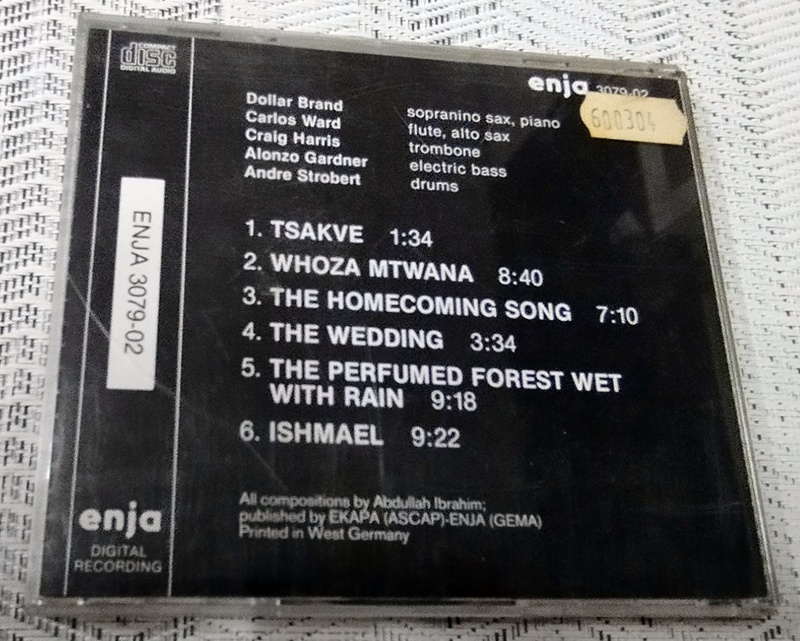 COMPACT
disc
DIGITAL AUDIO
enja 3079-02
600304
Dollar Brand sopranino sax, piano
Carlos Ward flute, alto sax
Craig Harris trombone
Alonzo Gardner electric bass
Andre Strobert drums
1. TSAKVE 1:34
2. WHOZA MTWANA 8:40
3. THE HOMECOMING SONG 7:10
4. THE WEDDING 3:34
5. THE PERFUMED FOREST WET
WITH RAIN 9:18
6. ISHMAEL 9:22
All compositions by Abdullah Ibrahim;
published by EKAPA (ASCAP)-ENJA (GEMA)
Printed in West Germany
ENJA 3079-02
enja
DIGITAL
RECORDING